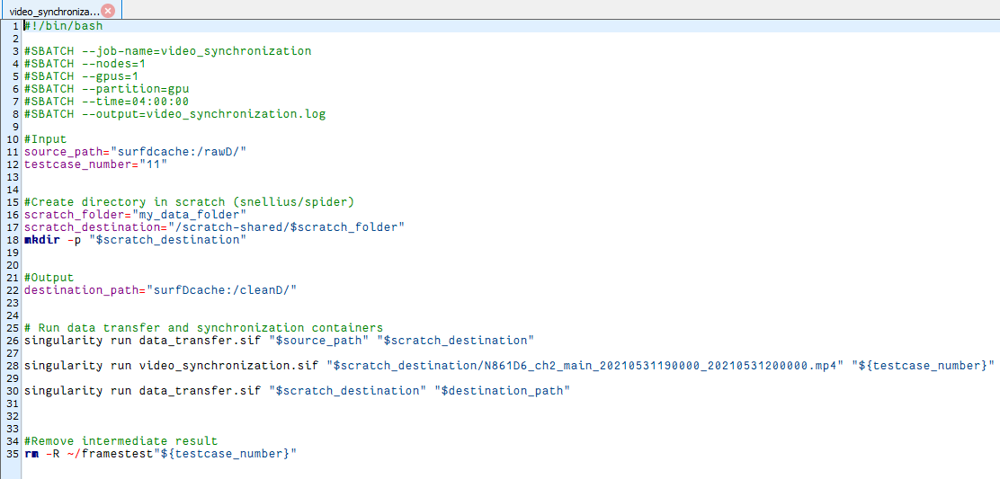 video_synchroniza...
1 #!/bin/bash
2
3 #SBATCH --job-name=video_synchronization
4 #SBATCH --nodes=1
5 #SBATCH --gpus=1
6 #SBATCH --partition=gpu
7 #SBATCH --time=04:00:00
8 #SBATCH --output=video_synchronization.log
9
10 #Input
11 source_path="surfdcache:/rawD/"
12 testcase_number="11"
13
14
15 #Create directory in scratch (snellius/spider)
16 scratch_folder="my_data_folder"
17 scratch_destination="/scratch-shared/$scratch_folder"
18 mkdir -p "$scratch_destination"
19
20
21 #Output
22 destination_path="surfDcache:/cleanD/"
23
24
25 # Run data transfer and synchronization containers
26 singularity run data_transfer.sif "$source_path" "$scratch_destination"
27
28 singularity run video_synchronization.sif "$scratch_destination/N861D6_ch2_main_20210531190000_20210531200000.mp4" "${testcase_number}"
29
30 singularity run data_transfer.sif "$scratch_destination" "$destination_path"
31
32
33
34 #Remove intermediate result
35 rm -R ~/framestest"${testcase_number}"